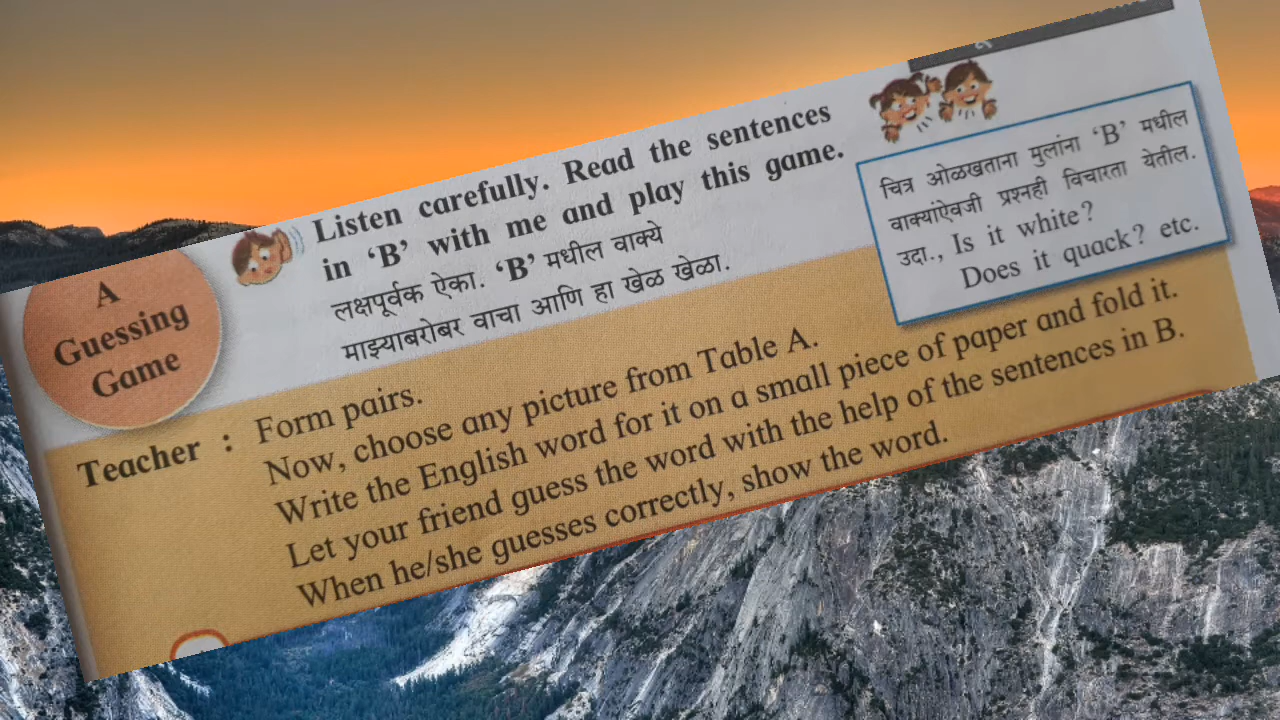 A
Guessing
Game
Listen carefully. Read the sentences
in ‘B’ with me and play this game.
लक्षपूर्वक ऐका. ‘B’ मधील वाक्ये
माझ्याबरोबर वाचा आणि हा खेळ खेळा.
चित्र ओळखताना मुलांना ‘B’ मधील
वाक्यांऐवजी प्रश्नही विचारता येतील.
उदा., Is it white?
Does it quack? etc.
Teacher : Form pairs.
Now, choose any picture from Table A.
Write the English word for it on a small piece of paper and fold it.
Let your friend guess the word with the help of the sentences in B.
When he/she guesses correctly, show the word.